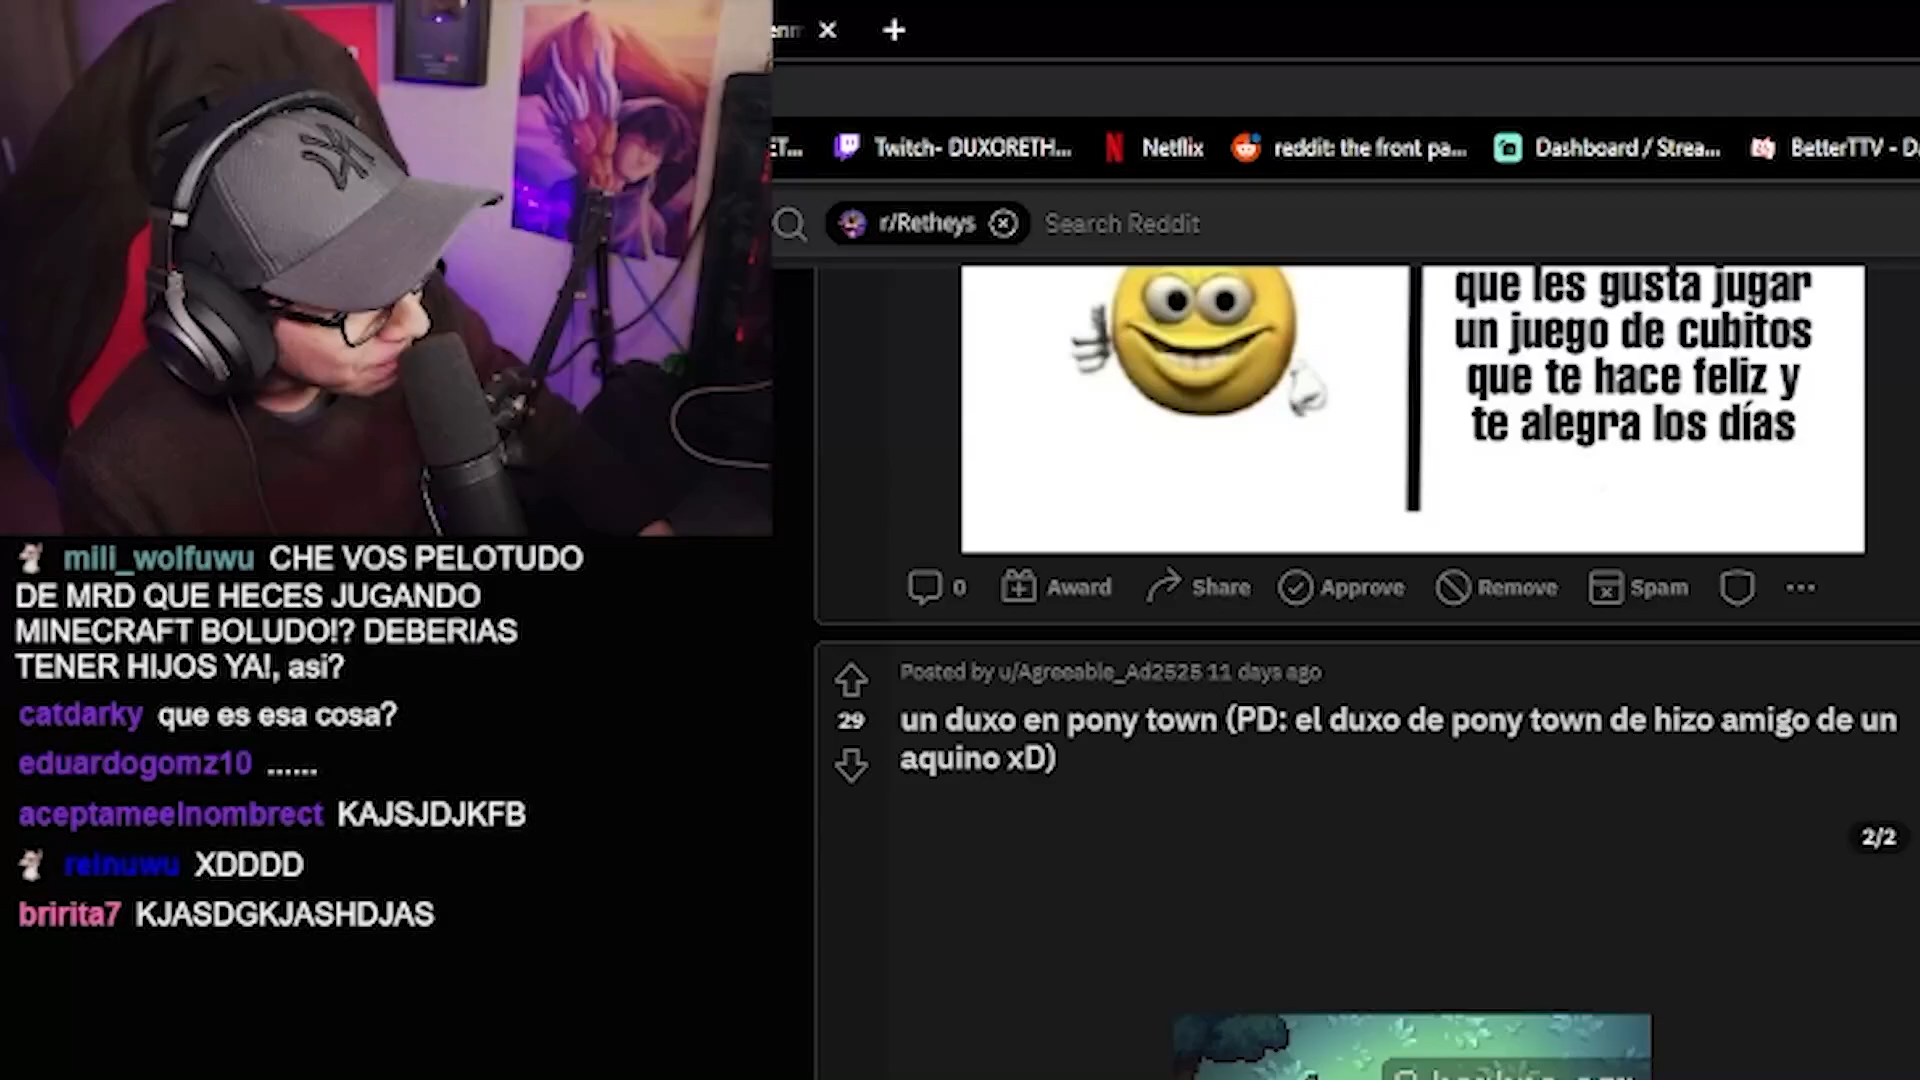 Twitch- DUXORETH...
Netflix
reddit: the front pa...
Dashboard / Strea...
BetterTTV - D
r/Retheys
Search Reddit
que les gusta jugar
un juego de cubitos
que te hace feliz y
te alegra los días
0
Award
Share
Approve
Remove
Spam
Posted by u/Agreeable_Ad2525 11 days ago
29
un duxo en pony town (PD: el duxo de pony town de hizo amigo de un
aquino xD)
2/2
mili_wolfuwu CHE VOS PELOTUDO
DE MRD QUE HECES JUGANDO
MINECRAFT BOLUDO!? DEBERIAS
TENER HIJOS YA!, asi?
catdarky que es esa cosa?
eduardogomz10 ......
aceptameelnombrect KAJSJDJKFB
reinuwu XDDDD
bririta7 KJASDGKJASHDJAS